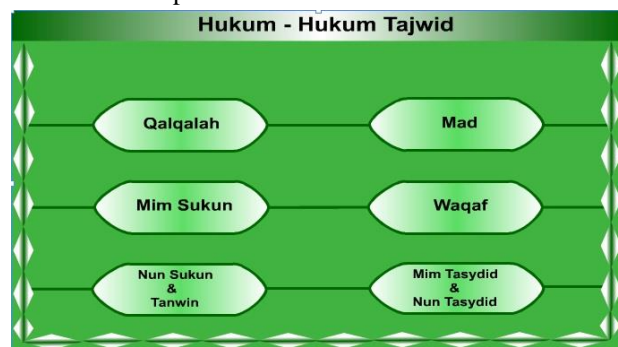 Hukum - Hukum Tajwid
Qalqalah
Mad
Mim Sukun
Waqaf
Nun Sukun
&
Tanwin
Mim Tasydid
&
Nun Tasydid